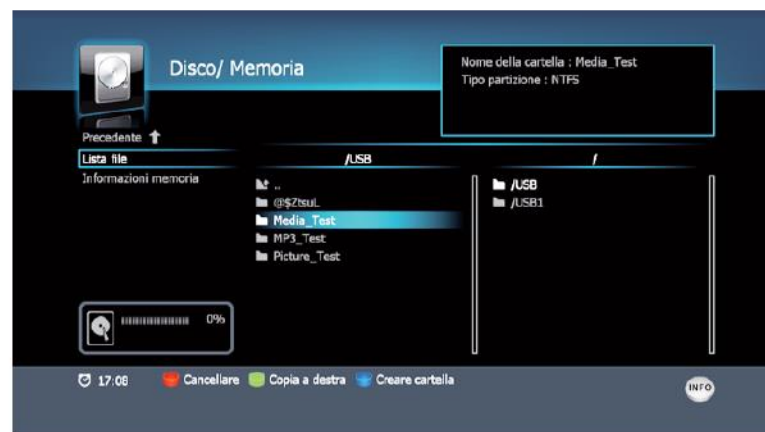 Disco/ Memoria
Nome della cartella : Media_Test
Tipo partizione : NTFS
Precedente
Lista file
/USB
/
Informazioni memoria
..
@$ZtsuL
Media_Test
MP3_Test
Picture_Test
/USB
/USB1
0%
17:08
Cancellare
Copia a destra
Creare cartella
INFO